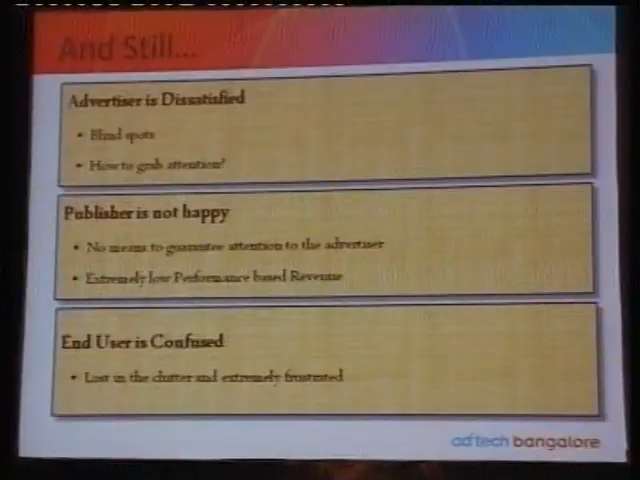 And Still...
Advertiser is Dissatisfied
• Blind spots
• How to grab attention?
Publisher is not happy
• No means to guarantee attention to the advertiser
• Extremely low Performance based Revenue
End User is Confused
• Lost in the clutter and extremely frustrated
ad:tech bangalore